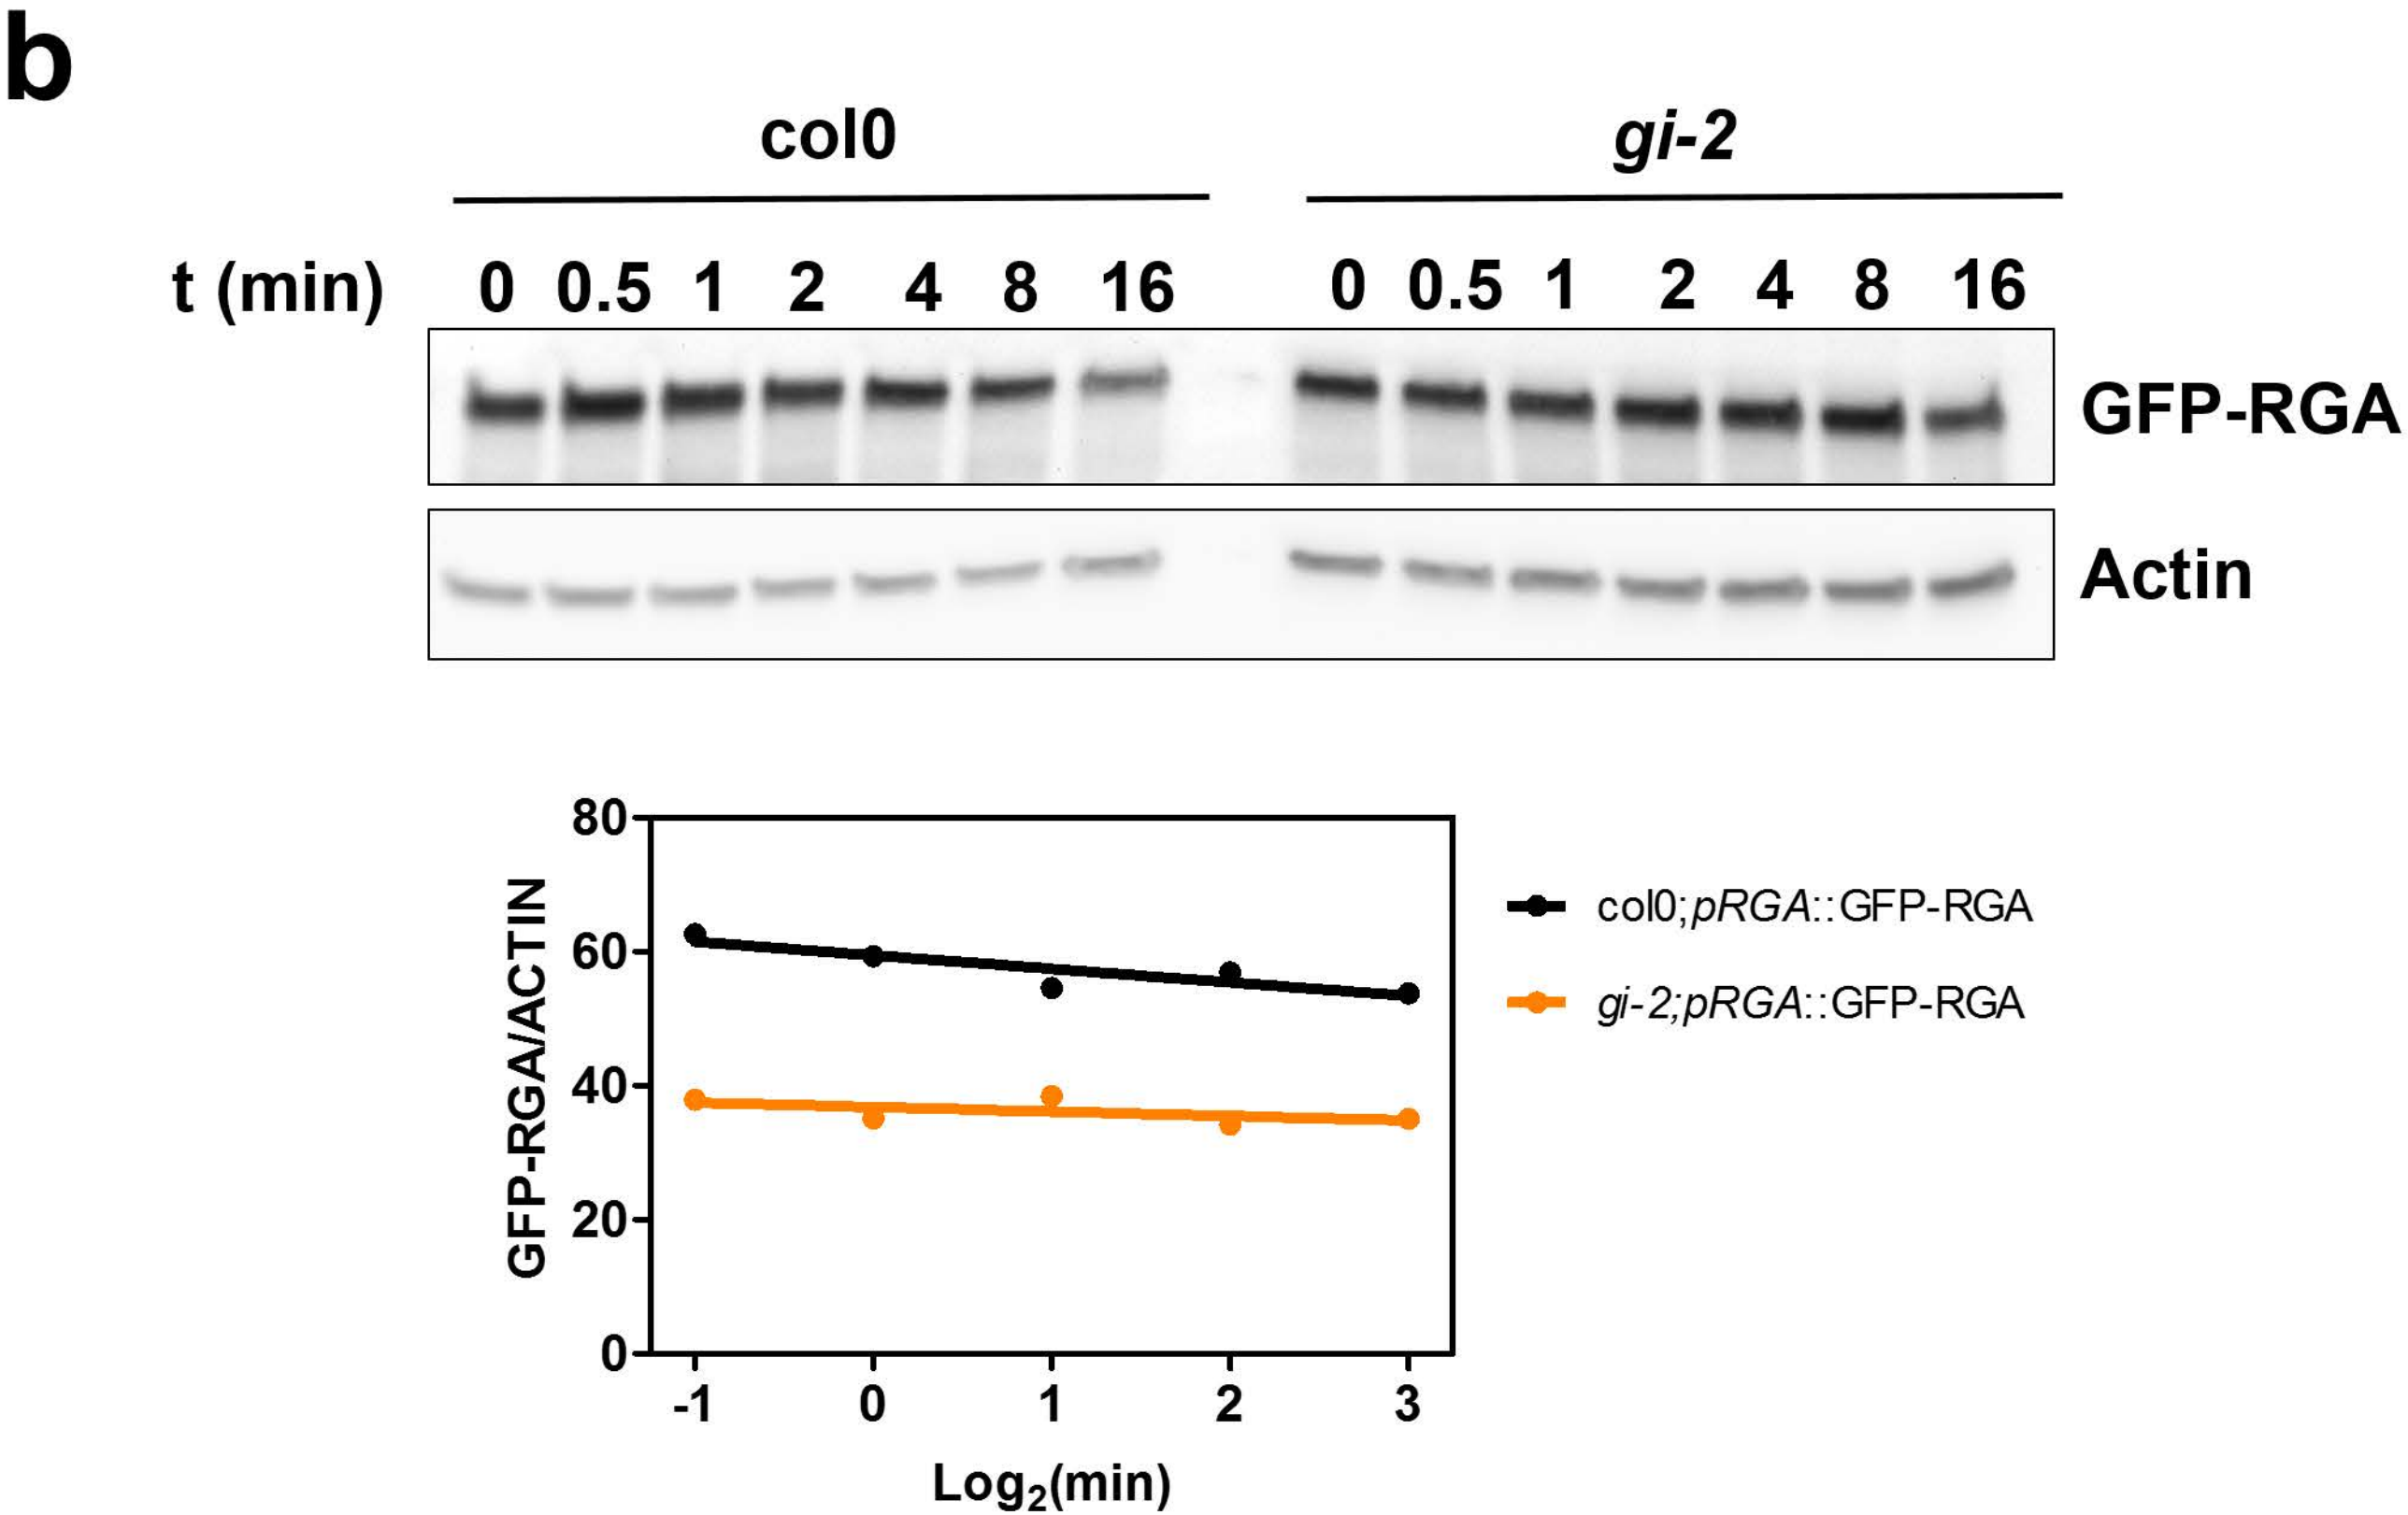 b
col0 gi-2
t (min) 0 0.5 1 2 4 8 16 0 0.5 1 2 4 8 16
GFP-RGA
Actin
80
60
40
20
0
GFP-RGA/ACTIN
-1 0 1 2 3
Log₂(min)
col0;pRGA::GFP-RGA
gi-2;pRGA::GFP-RGA